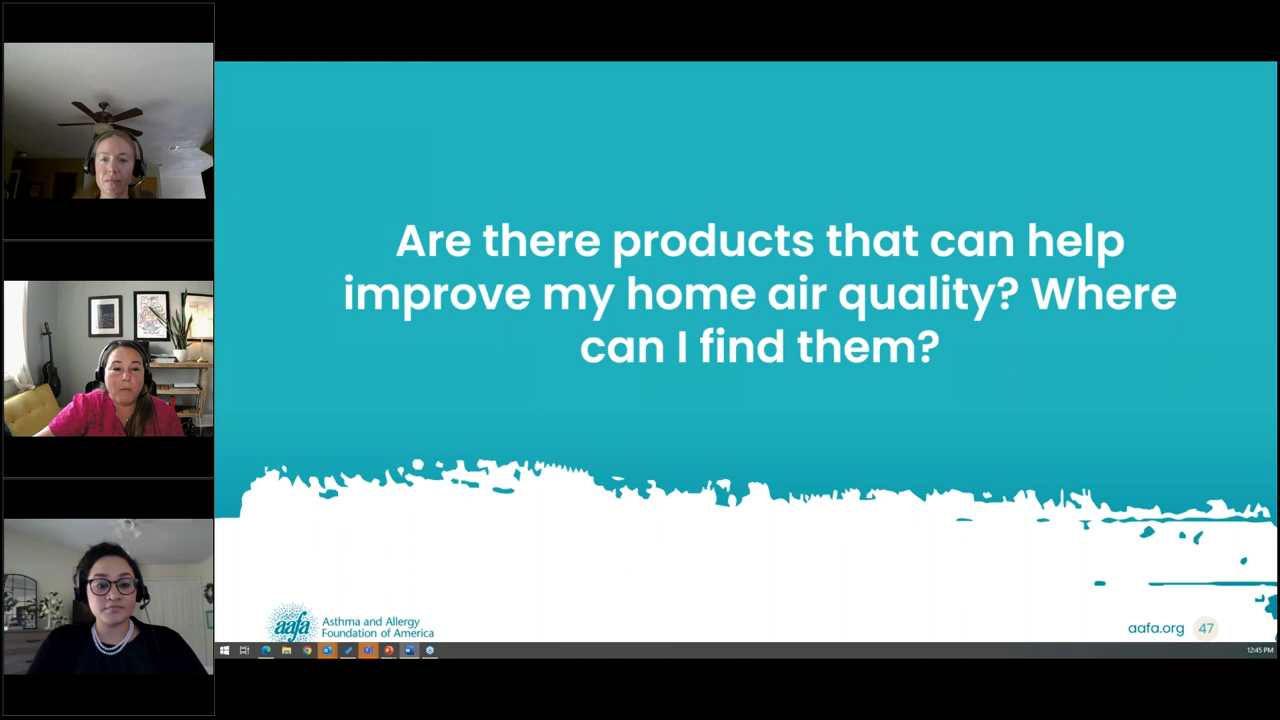 Are there products that can help
improve my home air quality? Where
can I find them?
aafa
Asthma and Allergy
Foundation of America
aafa.org 47
12:45 PM